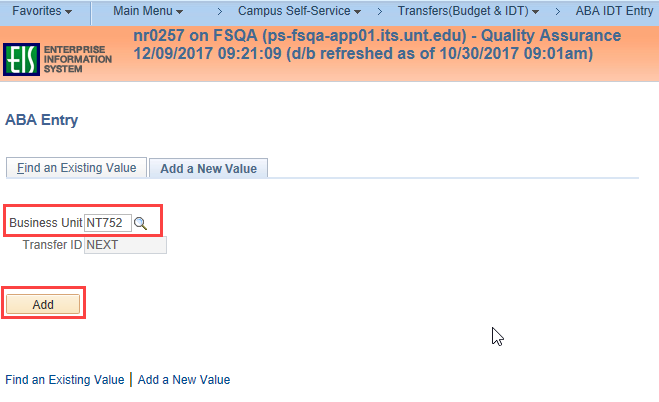 Favorites Main Menu > Campus Self-Service > Transfers(Budget & IDT) > ABA IDT Entry
EIS ENTERPRISE INFORMATION SYSTEM
nr0257 on FSQA (ps-fsqa-app01.its.unt.edu) - Quality Assurance
12/09/2017 09:21:09 (d/b refreshed as of 10/30/2017 09:01am)
ABA Entry
Find an Existing Value Add a New Value
Business Unit NT752
Transfer ID NEXT
Add
Find an Existing Value | Add a New Value